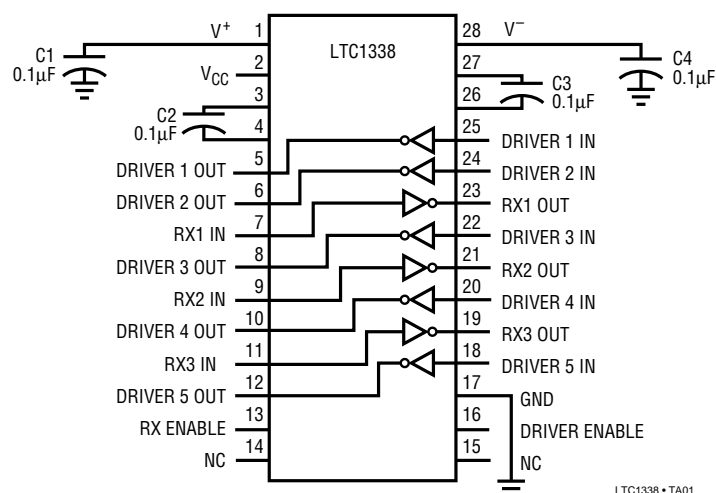 LTC1338
V+ 1
28 V−
C1
0.1µF
C4
0.1µF
VCC 2
27
C3
0.1µF
3
26
C2
0.1µF
4
25 DRIVER 1 IN
DRIVER 1 OUT 5
24 DRIVER 2 IN
DRIVER 2 OUT 6
23 RX1 OUT
RX1 IN 7
22 DRIVER 3 IN
DRIVER 3 OUT 8
21 RX2 OUT
RX2 IN 9
20 DRIVER 4 IN
DRIVER 4 OUT 10
19 RX3 OUT
RX3 IN 11
18 DRIVER 5 IN
DRIVER 5 OUT 12
17 GND
RX ENABLE 13
16 DRIVER ENABLE
NC 14
15 NC
LTC1338 • TA01